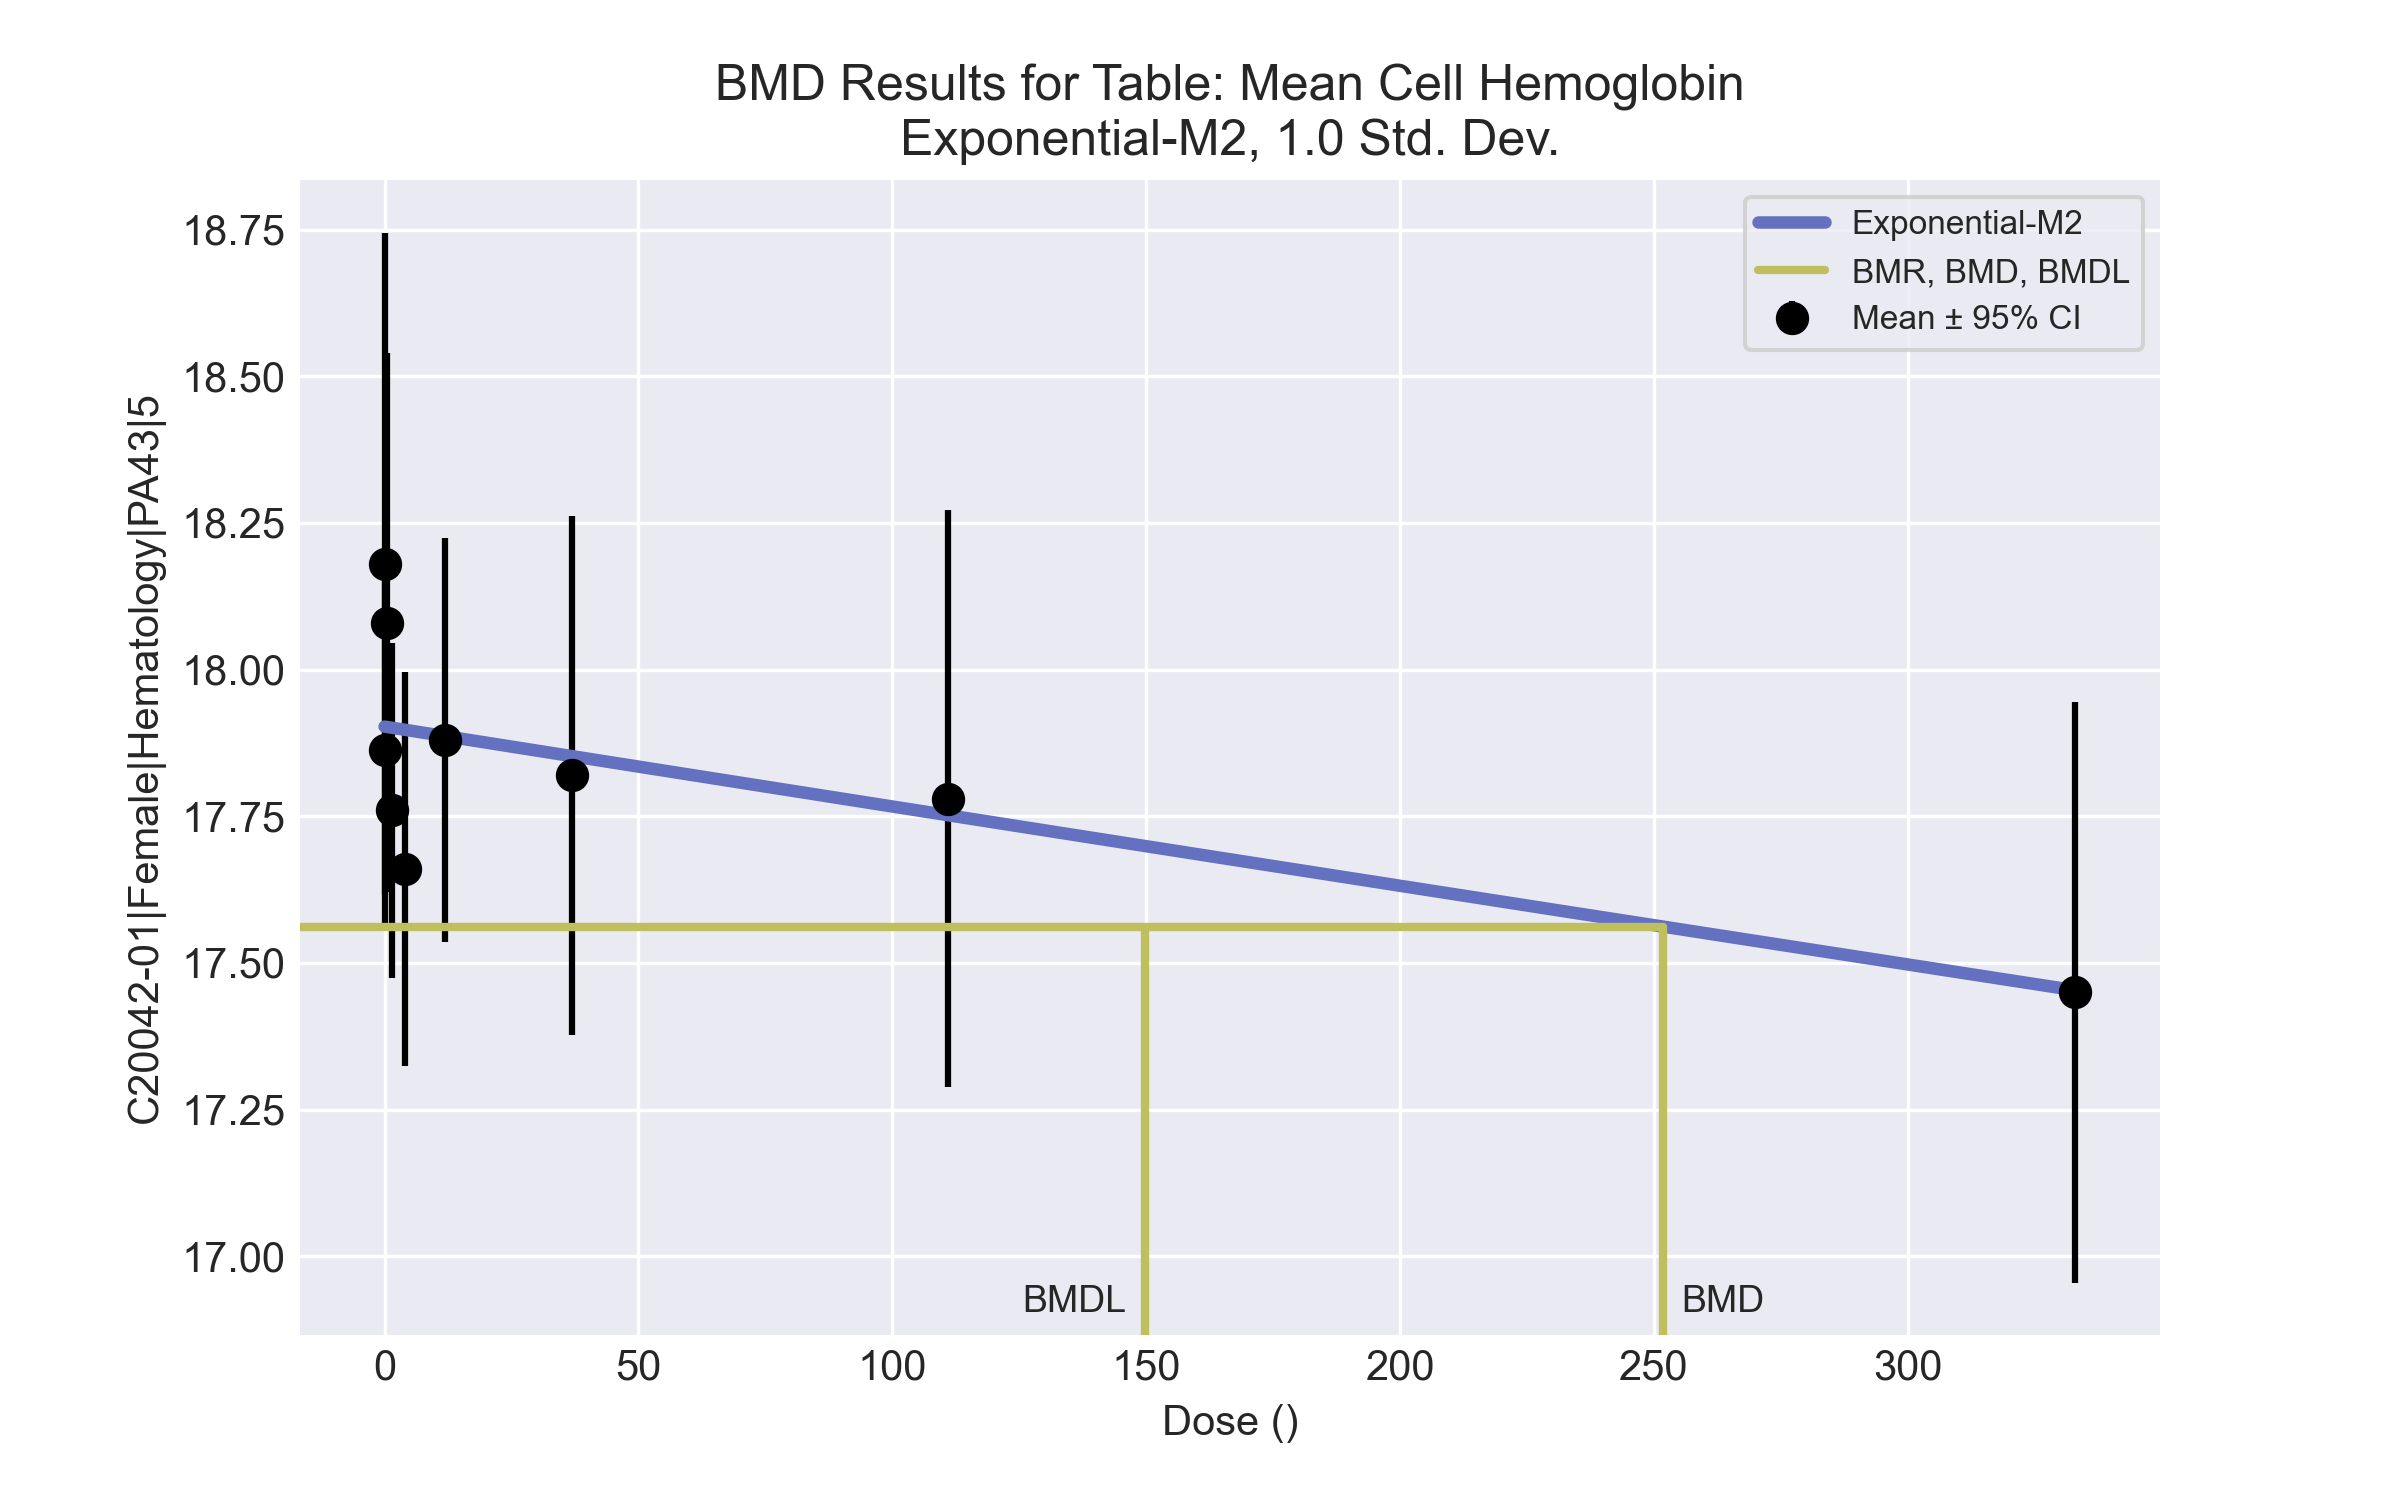 BMD Results for Table: Mean Cell Hemoglobin
Exponential-M2, 1.0 Std. Dev.
Exponential-M2
BMR, BMD, BMDL
Mean ± 95% CI
C20042-01|Female|Hematology|PA43|5
18.75
18.50
18.25
18.00
17.75
17.50
17.25
17.00
BMDL
BMD
0
50
100
150
200
250
300
Dose ()